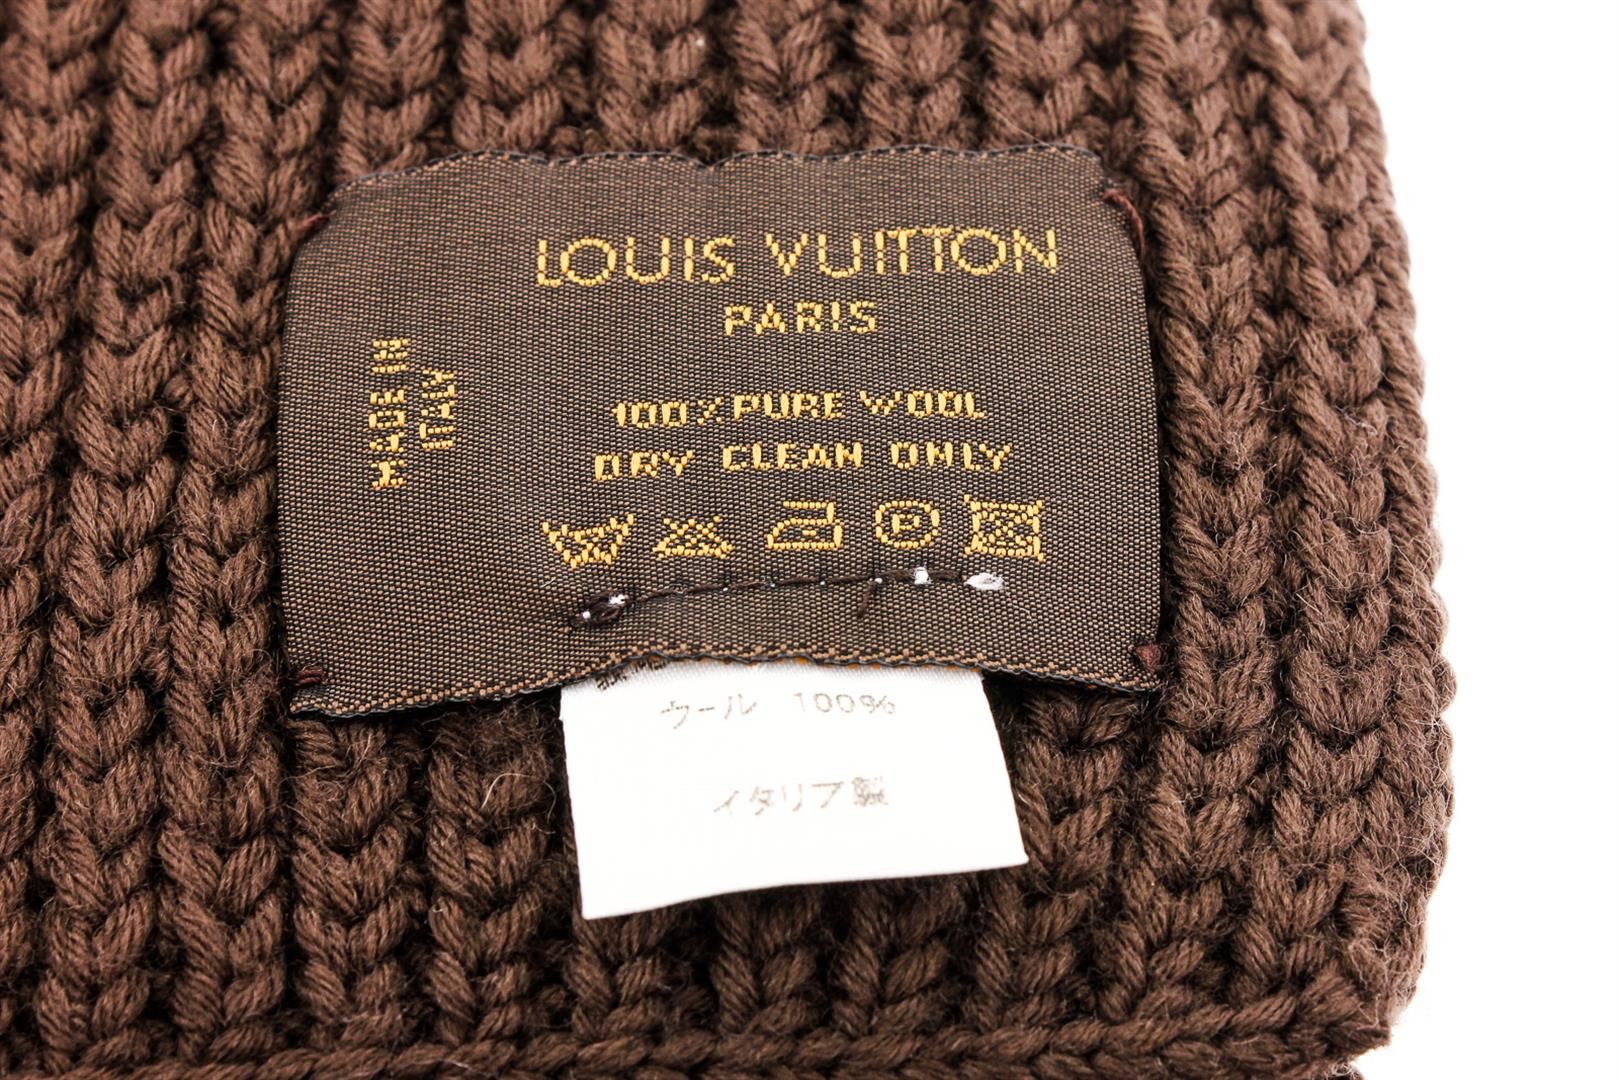 LOUIS VUITTON
PARIS
MADE IN
ITALY
100% PURE WOOL
DRY CLEAN ONLY
P
ウール 100%
イタリア製